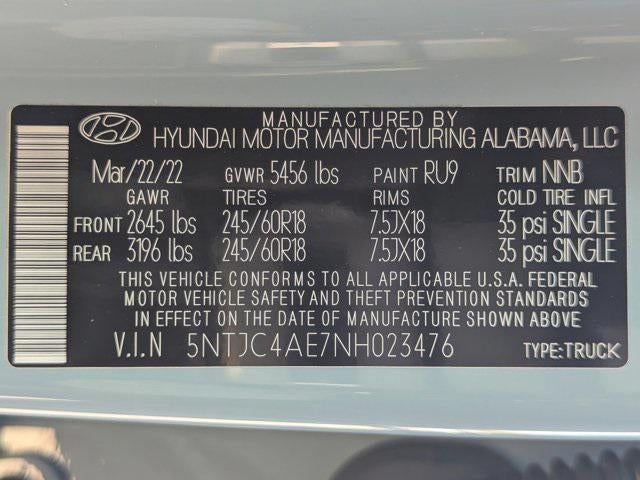 MANUFACTURED BY
HYUNDAI MOTOR MANUFACTURING ALABAMA, LLC
Mar/22/22 GVWR 5456 lbs PAINT RU9 TRIM NNB
GAWR TIRES RIMS COLD TIRE INFL
FRONT 2645 lbs 245/60R18 7.5JX18 35 psi SINGLE
REAR 3196 lbs 245/60R18 7.5JX18 35 psi SINGLE
THIS VEHICLE CONFORMS TO ALL APPLICABLE U.S.A. FEDERAL
MOTOR VEHICLE SAFETY AND THEFT PREVENTION STANDARDS
IN EFFECT ON THE DATE OF MANUFACTURE SHOWN ABOVE
V.I.N 5NTJC4AE7NH023476 TYPE:TRUCK